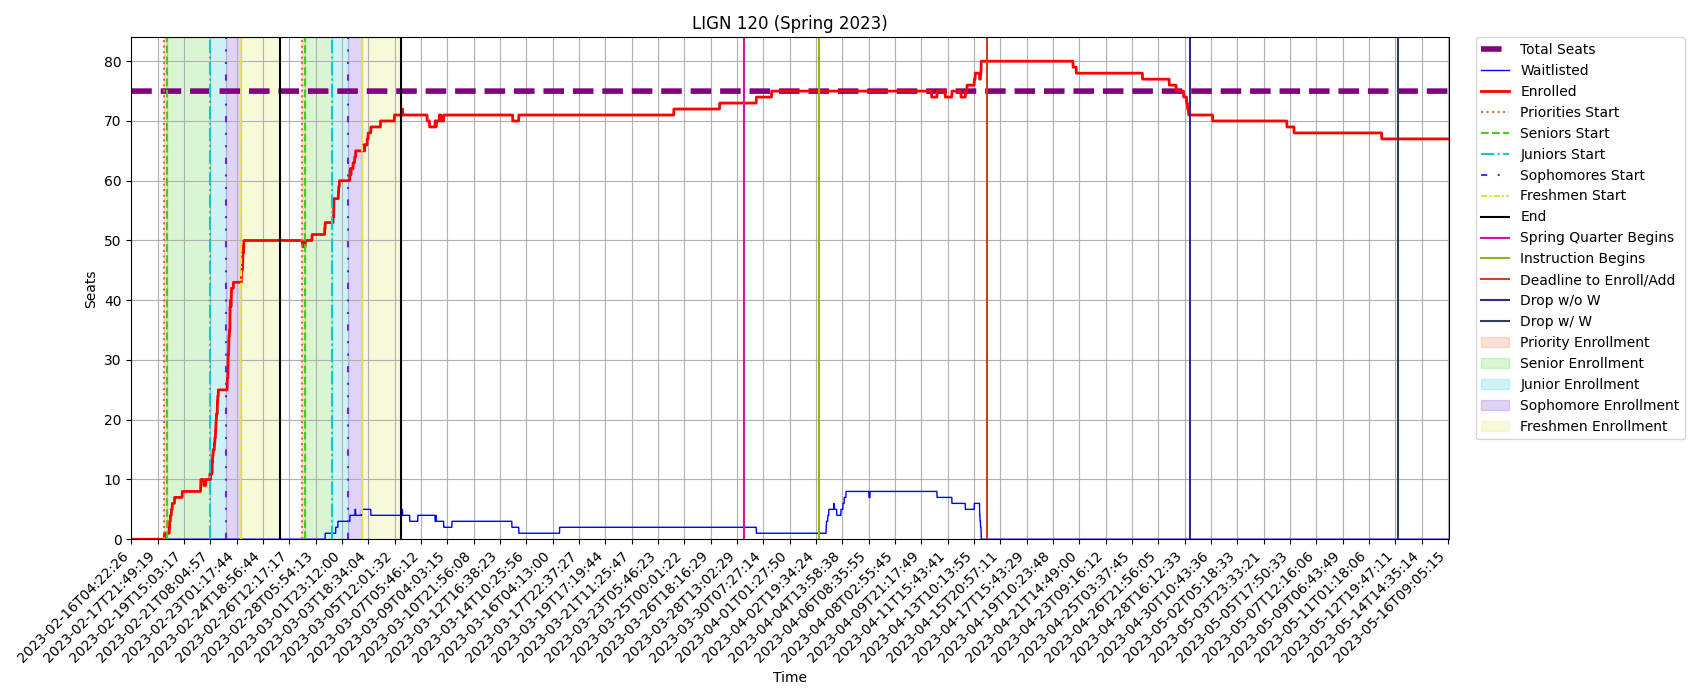 LIGN 120 (Spring 2023)
Seats
80
70
60
50
40
30
20
10
0
2023-02-16T04:22:26
2023-02-17T21:49:19
2023-02-19T15:03:17
2023-02-21T08:04:57
2023-02-23T01:17:44
2023-02-24T18:56:44
2023-02-26T12:17:17
2023-02-28T05:54:13
2023-03-01T23:12:00
2023-03-03T18:34:04
2023-03-05T12:01:32
2023-03-07T05:46:12
2023-03-09T04:03:15
2023-03-10T21:56:08
2023-03-12T16:38:23
2023-03-14T10:25:56
2023-03-16T04:13:00
2023-03-17T22:37:27
2023-03-19T17:19:44
2023-03-21T11:25:47
2023-03-23T05:46:23
2023-03-25T00:01:22
2023-03-26T18:16:29
2023-03-28T13:02:29
2023-03-30T07:27:14
2023-04-01T01:27:50
2023-04-02T19:34:24
2023-04-04T13:58:38
2023-04-06T08:35:55
2023-04-08T02:55:45
2023-04-09T21:17:49
2023-04-11T15:43:41
2023-04-13T10:13:55
2023-04-15T20:57:11
2023-04-17T15:43:29
2023-04-19T10:23:48
2023-04-21T14:49:00
2023-04-23T09:16:12
2023-04-25T03:37:45
2023-04-26T21:56:05
2023-04-28T16:12:33
2023-04-30T10:43:36
2023-05-02T05:18:33
2023-05-03T23:33:21
2023-05-05T17:50:33
2023-05-07T12:16:06
2023-05-09T06:43:49
2023-05-11T01:18:06
2023-05-12T19:47:11
2023-05-14T14:35:14
2023-05-16T09:05:15
Time
Total Seats
Waitlisted
Enrolled
Priorities Start
Seniors Start
Juniors Start
Sophomores Start
Freshmen Start
End
Spring Quarter Begins
Instruction Begins
Deadline to Enroll/Add
Drop w/o W
Drop w/ W
Priority Enrollment
Senior Enrollment
Junior Enrollment
Sophomore Enrollment
Freshmen Enrollment